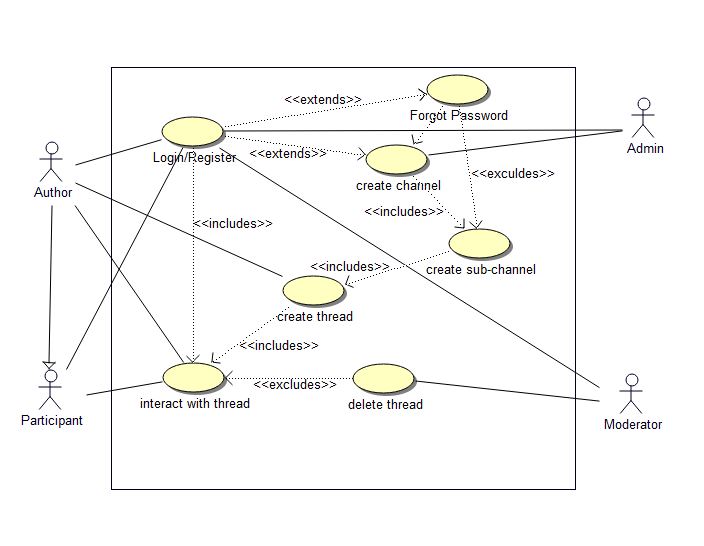 <<extends>>
Forgot Password
Admin
Login/Register
<<extends>>
create channel
<<exculdes>>
Author
<<includes>>
<<includes>>
create sub-channel
<<includes>>
create thread
<<includes>>
<<excludes>>
interact with thread
delete thread
Participant
Moderator